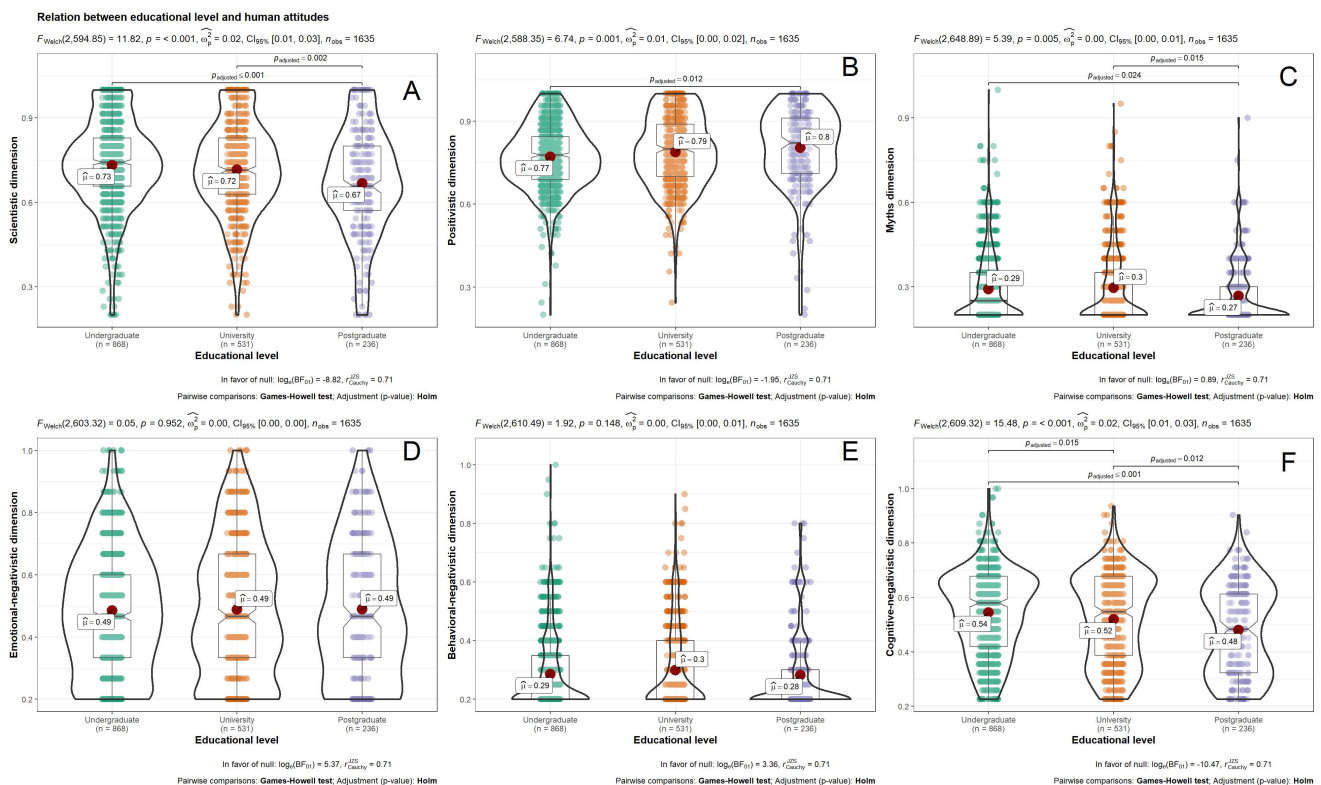 Relation between educational level and human attitudes
F_Welch(2,594.85) = 11.82, p = < 0.001, ω̂²_p = 0.02, CI_95% [0.01, 0.03], n_obs = 1635
p_adjusted = 0.002
p_adjusted ≤ 0.001
A
Scientistic dimension
0.9
0.6
0.3
μ̂ = 0.73
μ̂ = 0.72
μ̂ = 0.67
Undergraduate University Postgraduate
(n = 868) (n = 531) (n = 236)
Educational level
In favor of null: log_e(BF_01) = -8.82, r^JZS_Cauchy = 0.71
Pairwise comparisons: Games-Howell test; Adjustment (p-value): Holm
F_Welch(2,588.35) = 6.74, p = 0.001, ω̂²_p = 0.01, CI_95% [0.00, 0.02], n_obs = 1635
p_adjusted = 0.012
B
Positivistic dimension
0.9
0.6
0.3
μ̂ = 0.77
μ̂ = 0.79
μ̂ = 0.8
Undergraduate University Postgraduate
(n = 868) (n = 531) (n = 236)
Educational level
In favor of null: log_e(BF_01) = -1.95, r^JZS_Cauchy = 0.71
Pairwise comparisons: Games-Howell test; Adjustment (p-value): Holm
F_Welch(2,648.89) = 5.39, p = 0.005, ω̂²_p = 0.00, CI_95% [0.00, 0.01], n_obs = 1635
p_adjusted = 0.015
p_adjusted = 0.024
C
Myths dimension
0.9
0.6
0.3
μ̂ = 0.29
μ̂ = 0.3
μ̂ = 0.27
Undergraduate University Postgraduate
(n = 868) (n = 531) (n = 236)
Educational level
In favor of null: log_e(BF_01) = 0.89, r^JZS_Cauchy = 0.71
Pairwise comparisons: Games-Howell test; Adjustment (p-value): Holm
F_Welch(2,603.32) = 0.05, p = 0.952, ω̂²_p = 0.00, CI_95% [0.00, 0.00], n_obs = 1635
D
Emotional-negativistic dimension
1.0
0.8
0.6
0.4
0.2
μ̂ = 0.49
μ̂ = 0.49
μ̂ = 0.49
Undergraduate University Postgraduate
(n = 868) (n = 531) (n = 236)
Educational level
In favor of null: log_e(BF_01) = 5.37, r^JZS_Cauchy = 0.71
Pairwise comparisons: Games-Howell test; Adjustment (p-value): Holm
F_Welch(2,610.49) = 1.92, p = 0.148, ω̂²_p = 0.00, CI_95% [0.00, 0.01], n_obs = 1635
E
Behavioral-negativistic dimension
1.0
0.8
0.6
0.4
0.2
μ̂ = 0.29
μ̂ = 0.3
μ̂ = 0.28
Undergraduate University Postgraduate
(n = 868) (n = 531) (n = 236)
Educational level
In favor of null: log_e(BF_01) = 3.36, r^JZS_Cauchy = 0.71
Pairwise comparisons: Games-Howell test; Adjustment (p-value): Holm
F_Welch(2,609.32) = 15.48, p = < 0.001, ω̂²_p = 0.02, CI_95% [0.01, 0.03], n_obs = 1635
p_adjusted = 0.015
p_adjusted = 0.012
p_adjusted ≤ 0.001
F
Cognitive-negativistic dimension
1.0
0.8
0.6
0.4
0.2
μ̂ = 0.54
μ̂ = 0.52
μ̂ = 0.48
Undergraduate University Postgraduate
(n = 868) (n = 531) (n = 236)
Educational level
In favor of null: log_e(BF_01) = -10.47, r^JZS_Cauchy = 0.71
Pairwise comparisons: Games-Howell test; Adjustment (p-value): Holm